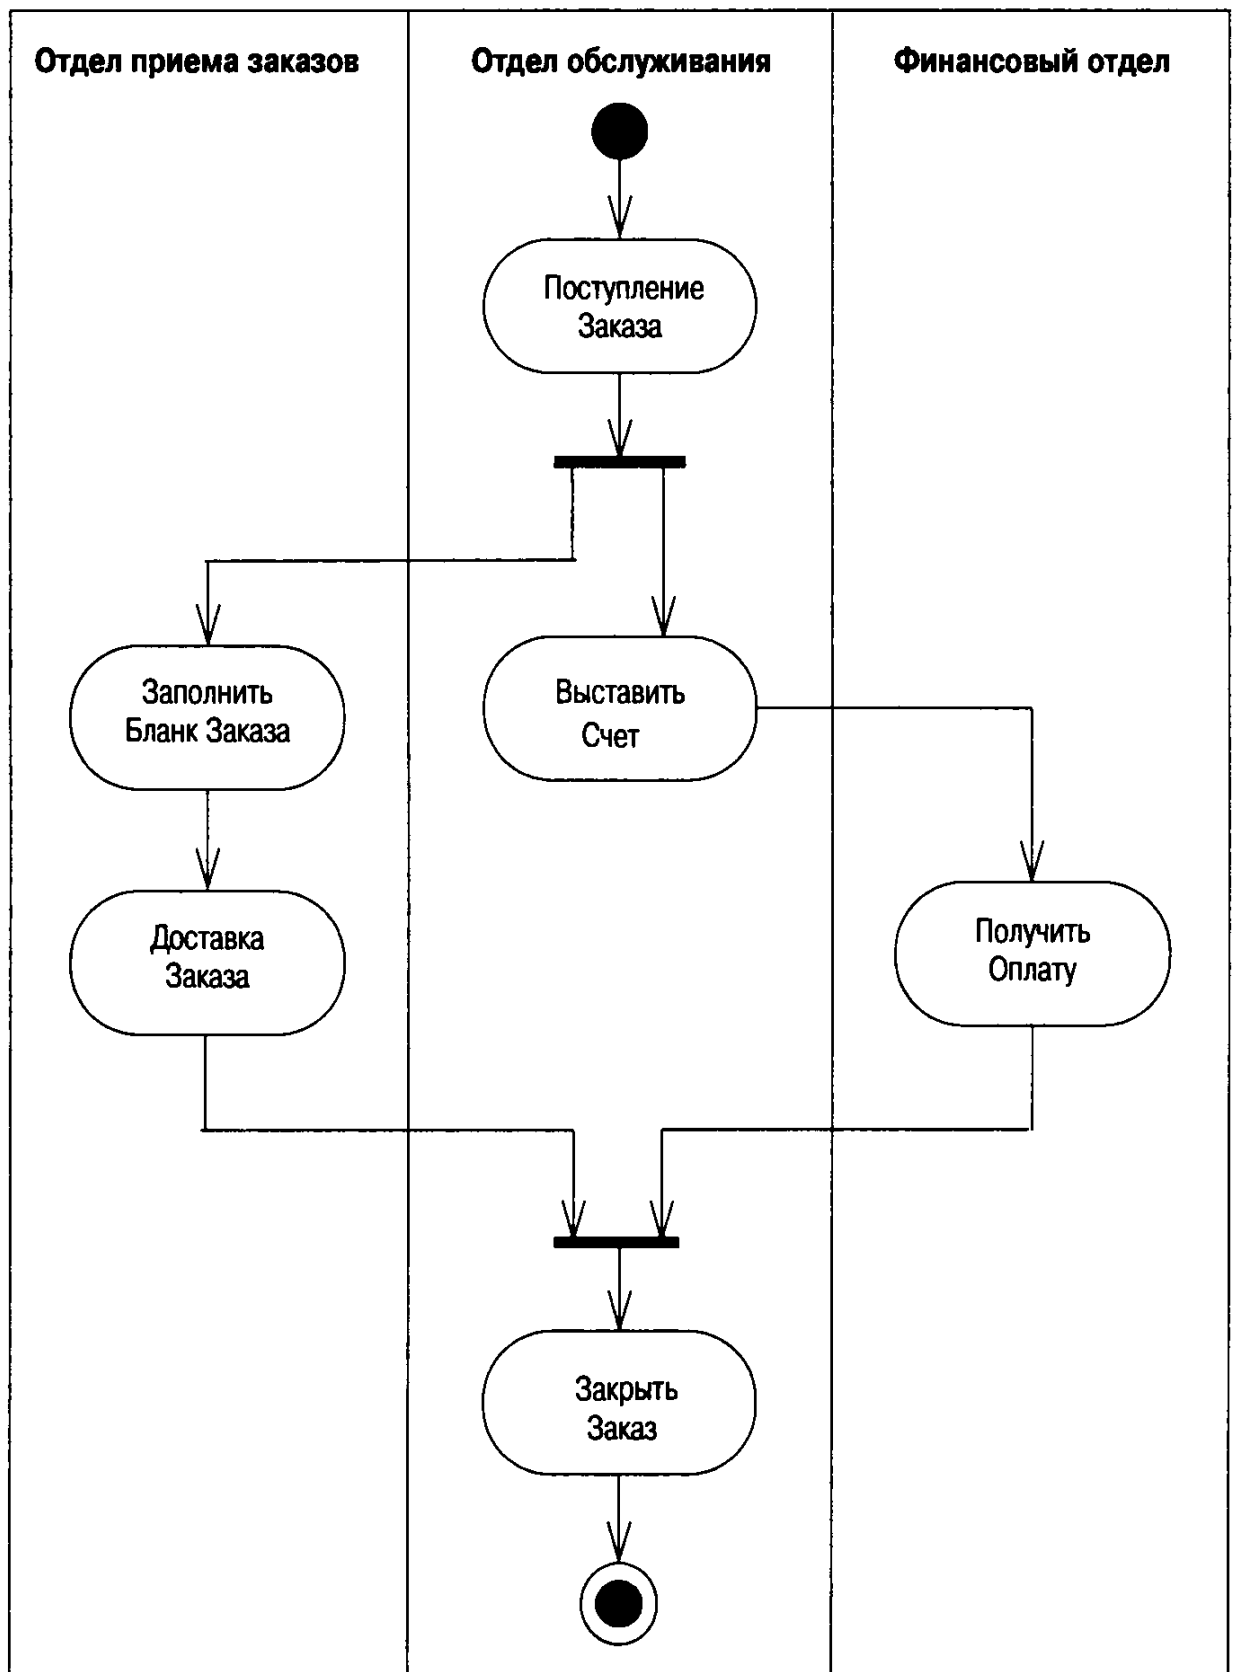 Отдел приема заказов
Отдел обслуживания
Финансовый отдел
Поступление
Заказа
Заполнить
Бланк Заказа
Выставить
Счет
Доставка
Заказа
Получить
Оплату
Закрыть
Заказ